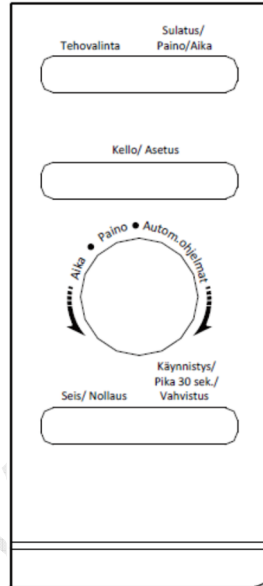 Tehovalinta
Sulatus/
Paino/Aika
Kello/ Asetus
Aika • Paino • Autom.ohjelmat
Seis/ Nollaus
Käynnistys/
Pika 30 sek./
Vahvistus